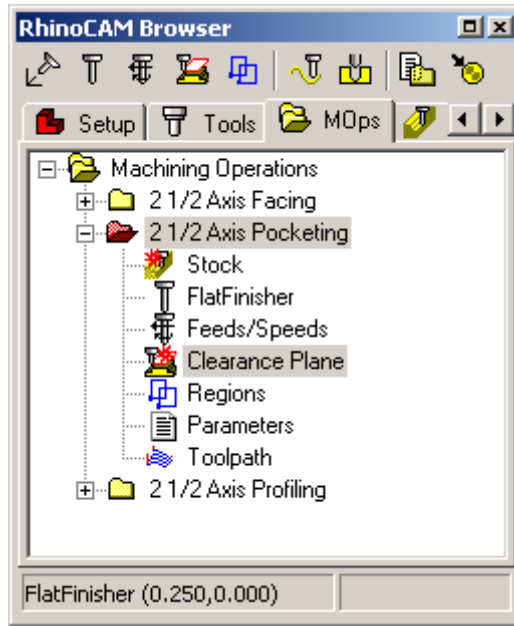 RhinoCAM Browser
Setup Tools MOps
Machining Operations
2 1/2 Axis Facing
2 1/2 Axis Pocketing
Stock
FlatFinisher
Feeds/Speeds
Clearance Plane
Regions
Parameters
Toolpath
2 1/2 Axis Profiling
FlatFinisher (0.250,0.000)